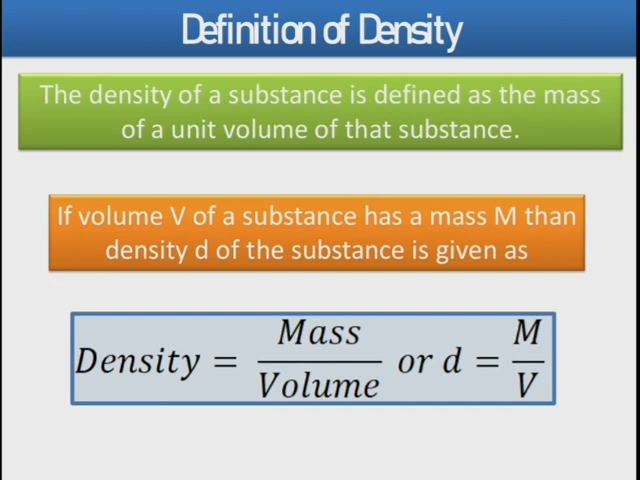 Definition of Density
The density of a substance is defined as the mass
of a unit volume of that substance.
If volume V of a substance has a mass M than
density d of the substance is given as
Density = Mass / Volume or d = M / V